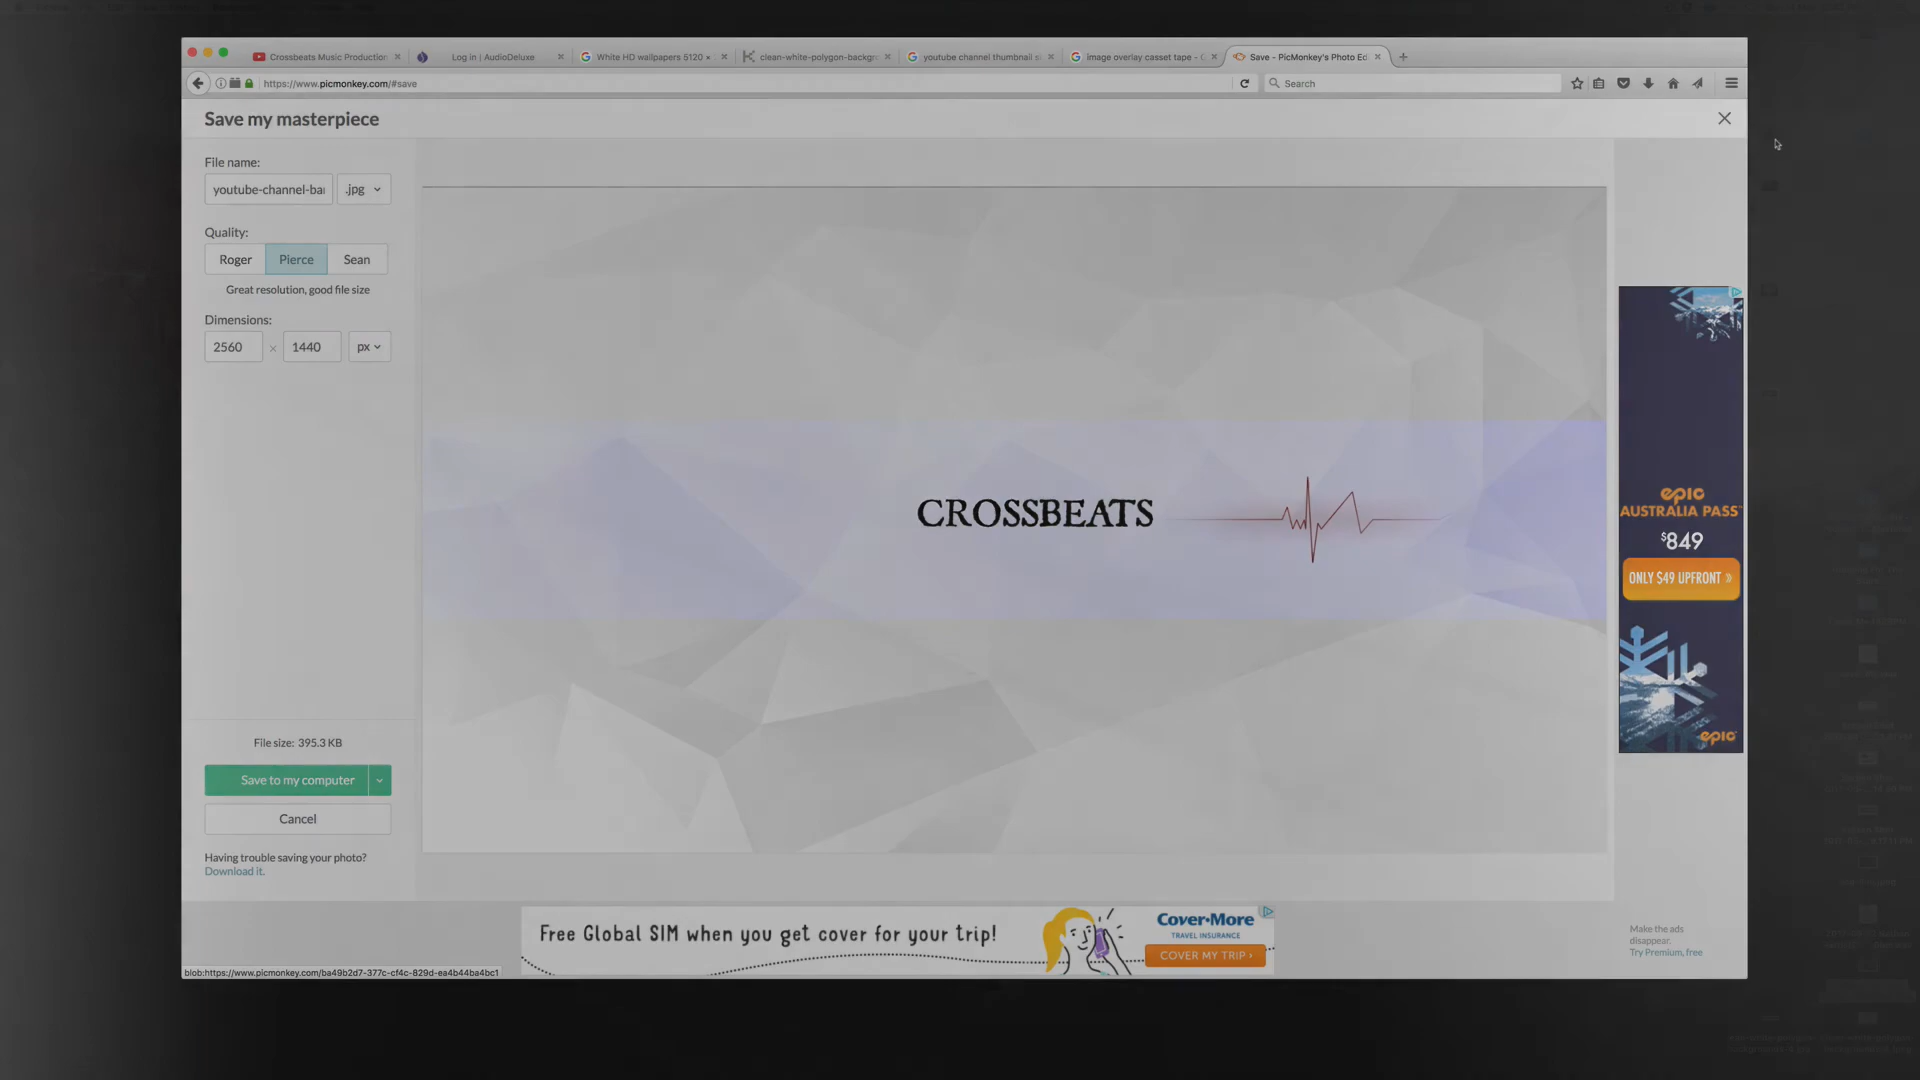 Crossbeats Music Production
Log in | AudioDeluxe
White HD wallpapers 5120 ×
clean-white-polygon-backgr
youtube channel thumbnail s
image overlay casset tape - G
Save - PicMonkey's Photo Ed
https://www.picmonkey.com/#save
Search
Save my masterpiece
File name:
youtube-channel-ba
.jpg
Quality:
Roger
Pierce
Sean
Great resolution, good file size
Dimensions:
2560
×
1440
px
CROSSBEATS
epic
AUSTRALIA PASS
$849
ONLY $49 UPFRONT »
epic
File size: 395.3 KB
Save to my computer
Cancel
Having trouble saving your photo?
Download it.
Free Global SIM when you get cover for your trip!
Cover·More
TRAVEL INSURANCE
COVER MY TRIP ›
Make the ads
disappear.
Try Premium, free
blob:https://www.picmonkey.com/ba49b2d7-377c-cf4c-829d-ea4b44ba4bc1